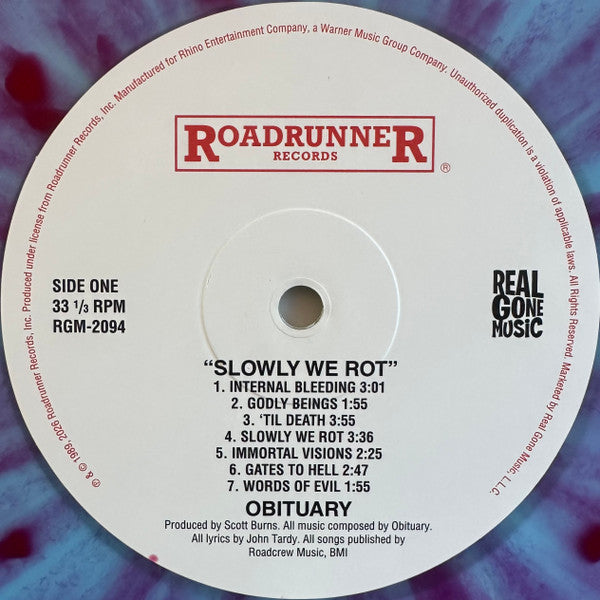 ℗ & © 1989, 2026 Roadrunner Records, Inc. Produced under license from Roadrunner Records, Inc. Manufactured for Rhino Entertainment Company, a Warner Music Group Company. Unauthorized duplication is a violation of applicable laws. All Rights Reserved. Marketed by Real Gone Music, L.L.C.
ROADRUNNER
RECORDS
®
SIDE ONE
33 1/3 RPM
RGM-2094
REAL
GONE
MUSIC
“SLOWLY WE ROT”
1. INTERNAL BLEEDING 3:01
2. GODLY BEINGS 1:55
3. ‘TIL DEATH 3:55
4. SLOWLY WE ROT 3:36
5. IMMORTAL VISIONS 2:25
6. GATES TO HELL 2:47
7. WORDS OF EVIL 1:55
OBITUARY
Produced by Scott Burns. All music composed by Obituary.
All lyrics by John Tardy. All songs published by
Roadcrew Music, BMI